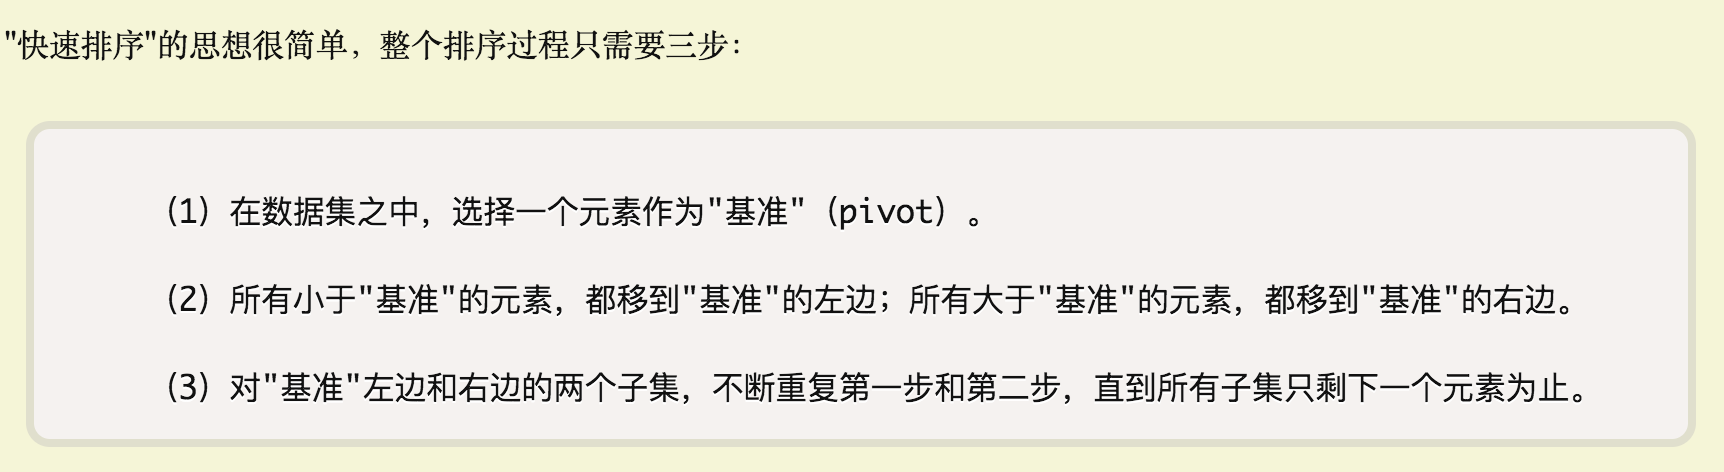 "快速排序"的思想很简单，整个排序过程只需要三步：
（1）在数据集之中，选择一个元素作为"基准"（pivot）。
（2）所有小于"基准"的元素，都移到"基准"的左边；所有大于"基准"的元素，都移到"基准"的右边。
（3）对"基准"左边和右边的两个子集，不断重复第一步和第二步，直到所有子集只剩下一个元素为止。